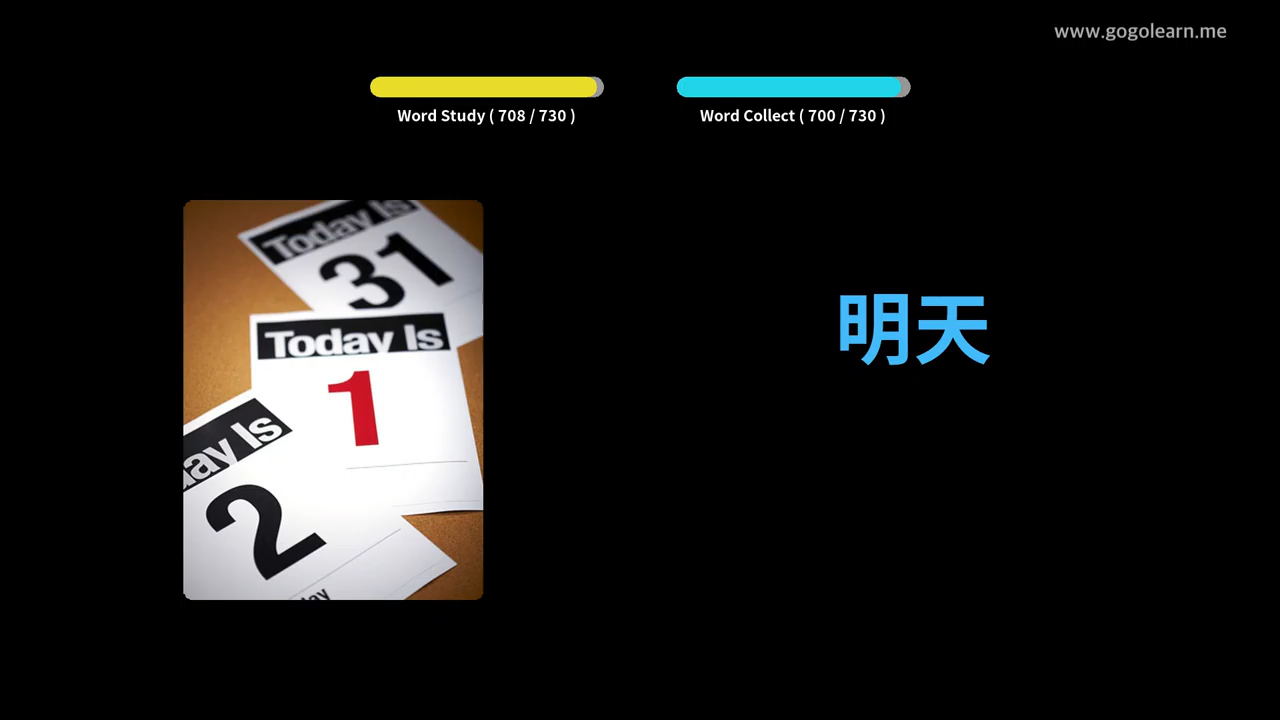 www.gogolearn.me
Word Study ( 708 / 730 )
Word Collect ( 700 / 730 )
Today Is
31
Today Is
1
day Is
2
明天